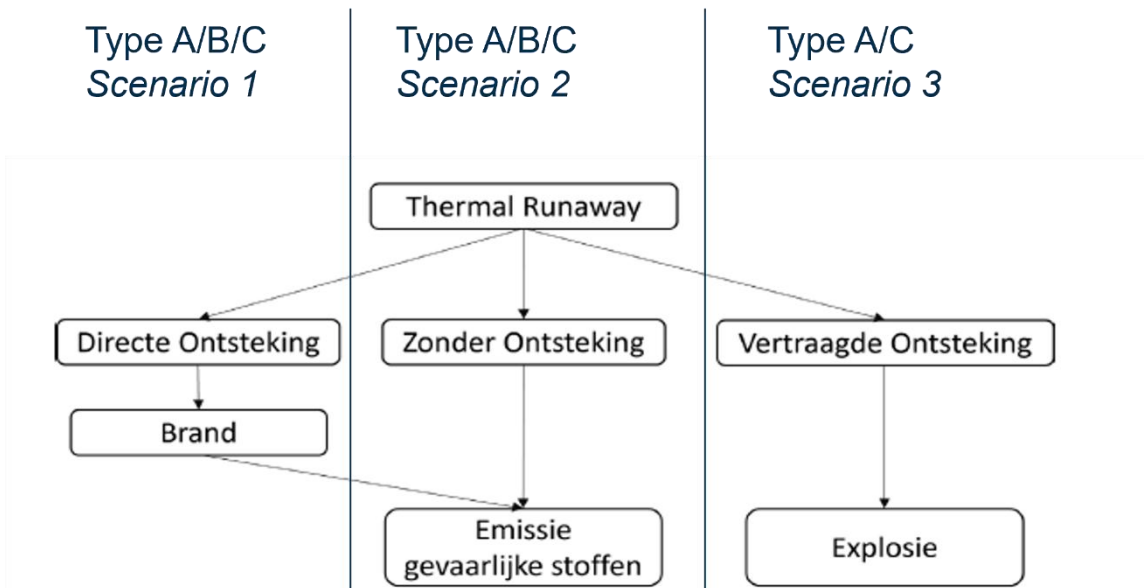 Type A/B/C
Scenario 1
Type A/B/C
Scenario 2
Type A/C
Scenario 3
Thermal Runaway
Directe Ontsteking
Zonder Ontsteking
Vertraagde Ontsteking
Brand
Emissie
gevaarlijke stoffen
Explosie